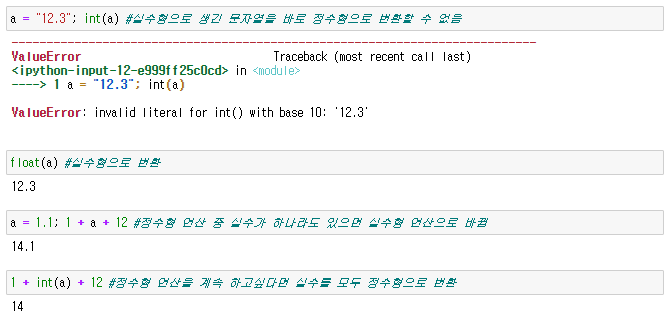 a = "12.3"; int(a) #실수형으로 생긴 문자열을 바로 정수형으로 변환할 수 없음
---------------------------------------------------------------------------
ValueError                                Traceback (most recent call last)
<ipython-input-12-e999ff25c0cd> in <module>
----> 1 a = "12.3"; int(a)
ValueError: invalid literal for int() with base 10: '12.3'
float(a) #실수형으로 변환
12.3
a = 1.1; 1 + a + 12 #정수형 연산 중 실수가 하나라도 있으면 실수형 연산으로 바뀜
14.1
1 + int(a) + 12 #정수형 연산을 계속 하고싶다면 실수를 모두 정수형으로 변환
14